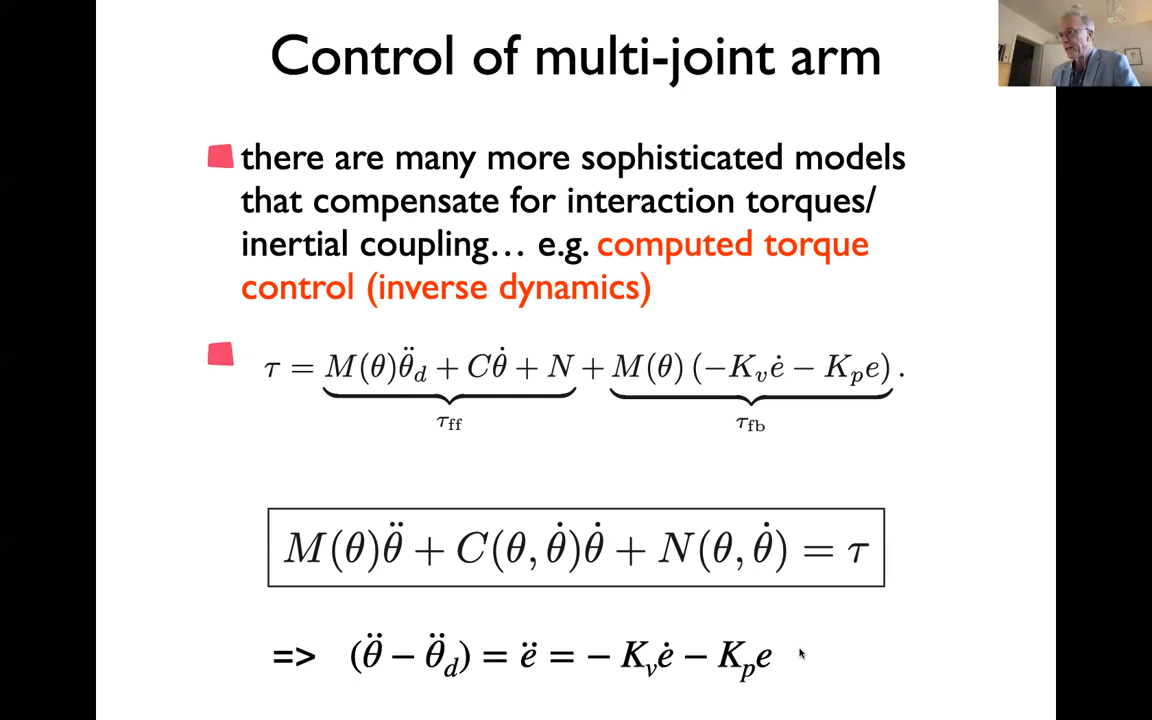 Control of multi-joint arm
there are many more sophisticated models
that compensate for interaction torques/
inertial coupling… e.g. computed torque
control (inverse dynamics)
τ = M(θ)θ̈_d + Cθ̇ + N + M(θ) (−K_v ė − K_p e) .
τ_ff τ_fb
M(θ)θ̈ + C(θ, θ̇)θ̇ + N(θ, θ̇) = τ
=> (θ̈ − θ̈_d) = ë = − K_v ė − K_p e